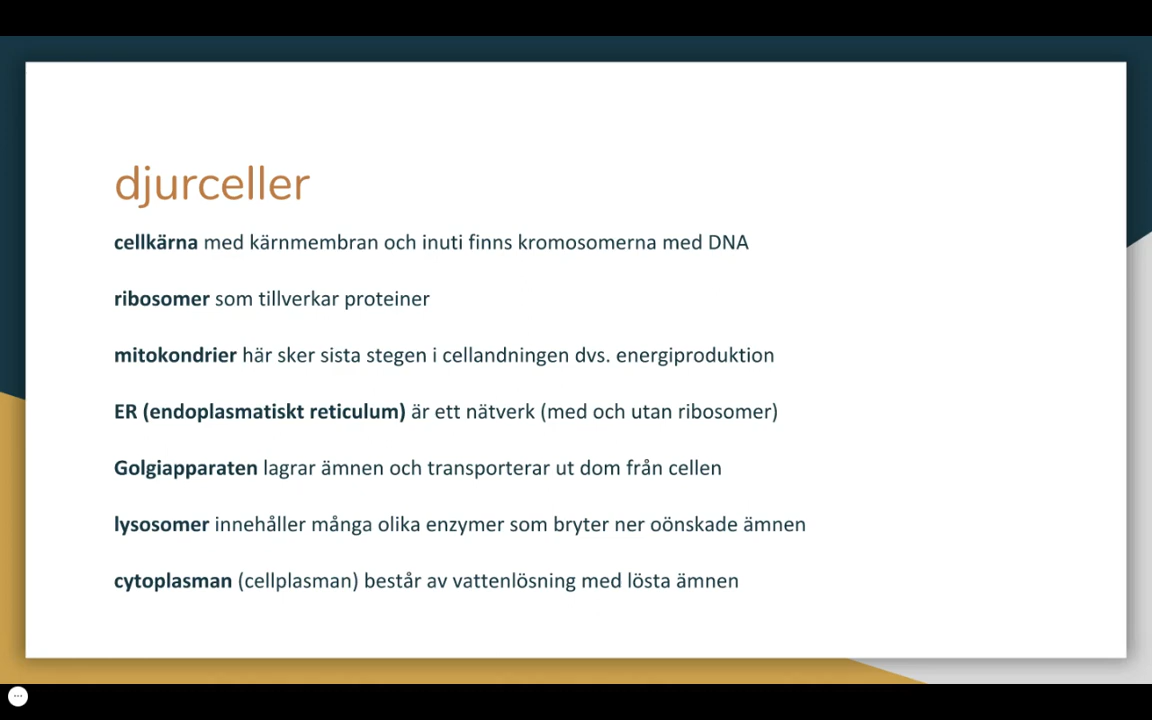 djurceller
cellkärna med kärnmembran och inuti finns kromosomerna med DNA
ribosomer som tillverkar proteiner
mitokondrier här sker sista stegen i cellandningen dvs. energiproduktion
ER (endoplasmatiskt reticulum) är ett nätverk (med och utan ribosomer)
Golgiapparaten lagrar ämnen och transporterar ut dom från cellen
lysosomer innehåller många olika enzymer som bryter ner oönskade ämnen
cytoplasman (cellplasman) består av vattenlösning med lösta ämnen